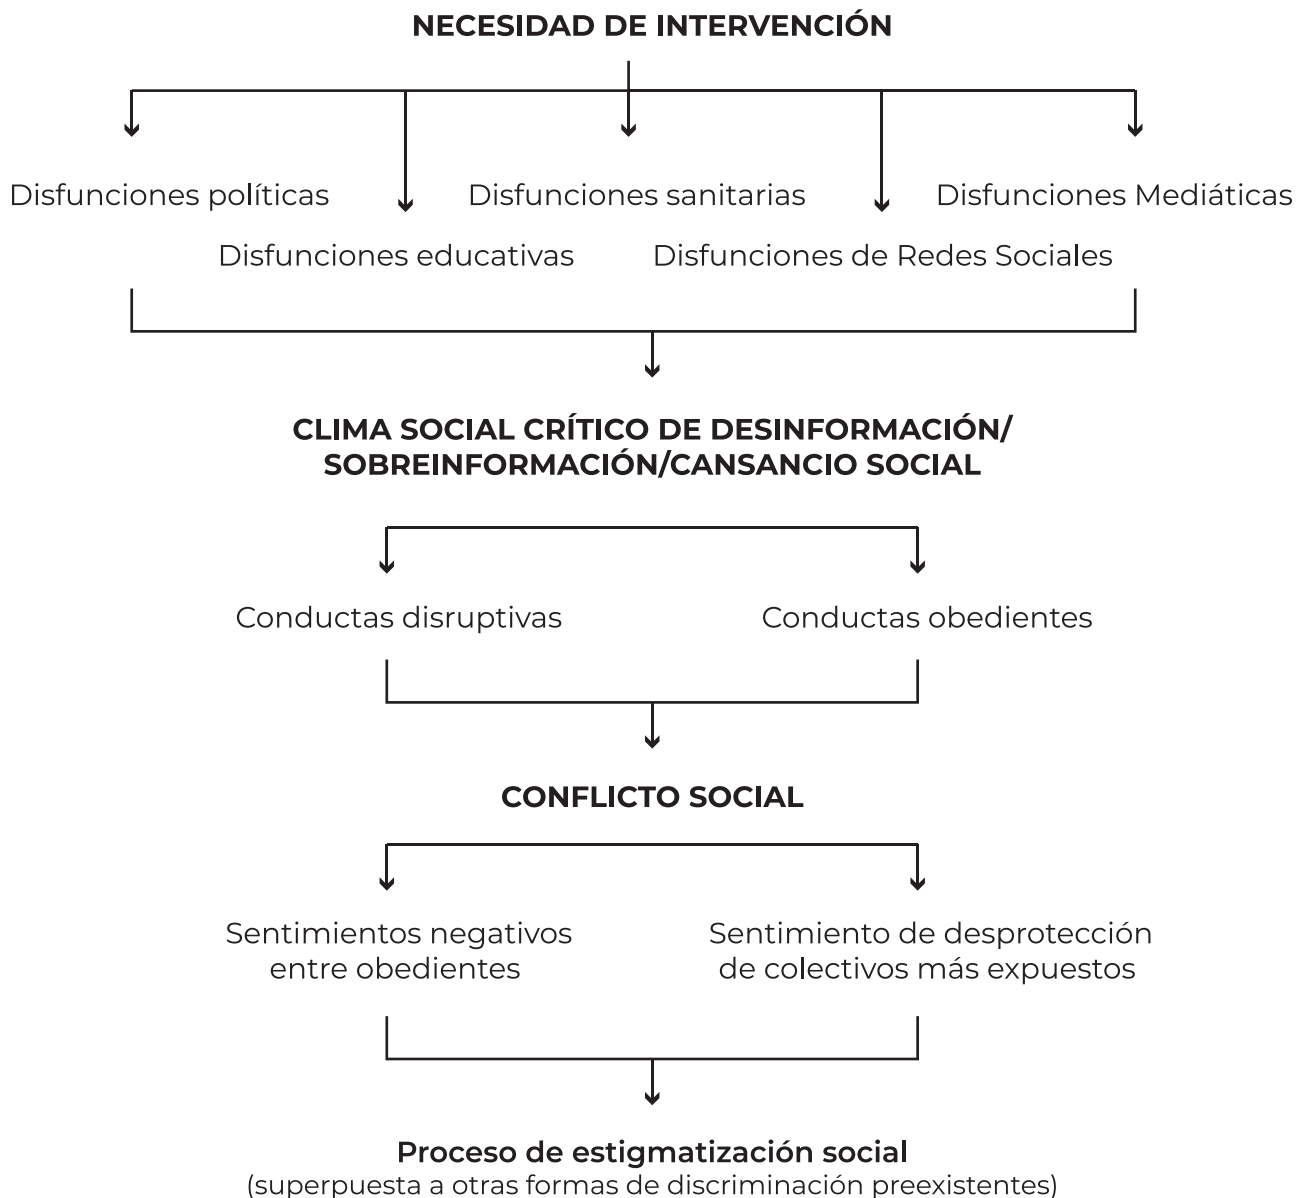 NECESIDAD DE INTERVENCIÓN
Disfunciones políticas
Disfunciones sanitarias
Disfunciones Mediáticas
Disfunciones educativas
Disfunciones de Redes Sociales
CLIMA SOCIAL CRÍTICO DE DESINFORMACIÓN/
SOBREINFORMACIÓN/CANSANCIO SOCIAL
Conductas disruptivas
Conductas obedientes
CONFLICTO SOCIAL
Sentimientos negativos
entre obedientes
Sentimiento de desprotección
de colectivos más expuestos
Proceso de estigmatización social
(superpuesta a otras formas de discriminación preexistentes)